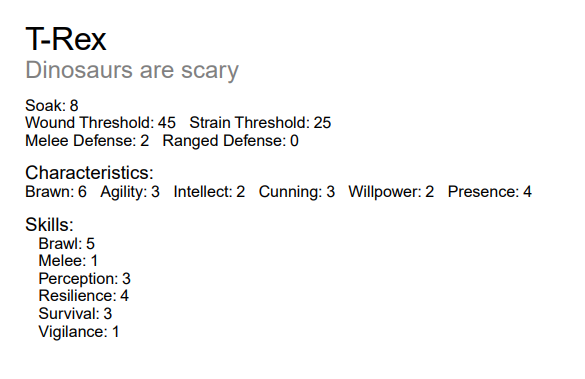 T-Rex
Dinosaurs are scary
Soak: 8
Wound Threshold: 45 Strain Threshold: 25
Melee Defense: 2 Ranged Defense: 0
Characteristics:
Brawn: 6 Agility: 3 Intellect: 2 Cunning: 3 Willpower: 2 Presence: 4
Skills:
Brawl: 5
Melee: 1
Perception: 3
Resilience: 4
Survival: 3
Vigilance: 1